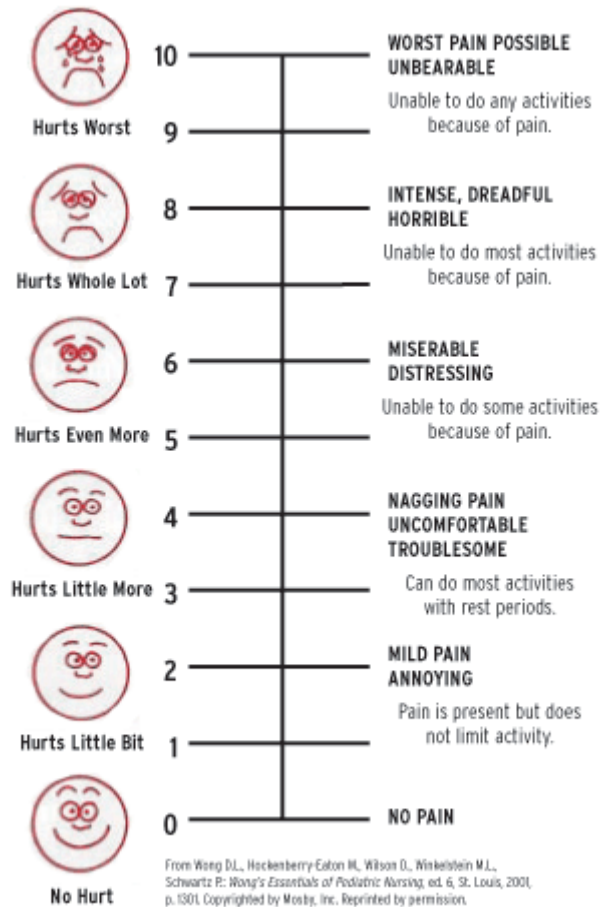 10
WORST PAIN POSSIBLE
UNBEARABLE
Unable to do any activities
because of pain.
Hurts Worst
9
8
INTENSE, DREADFUL
HORRIBLE
Unable to do most activities
because of pain.
Hurts Whole Lot
7
6
MISERABLE
DISTRESSING
Unable to do some activities
because of pain.
Hurts Even More
5
4
NAGGING PAIN
UNCOMFORTABLE
TROUBLESOME
Can do most activities
with rest periods.
Hurts Little More
3
2
MILD PAIN
ANNOYING
Pain is present but does
not limit activity.
Hurts Little Bit
1
0
NO PAIN
No Hurt
From Wong D.L., Hockenberry-Eaton M., Wilson D., Winkelstein M.L.,
Schwartz P.: Wong's Essentials of Pediatric Nursing, ed. 6, St. Louis, 2001,
p. 1301. Copyrighted by Mosby, Inc. Reprinted by permission.